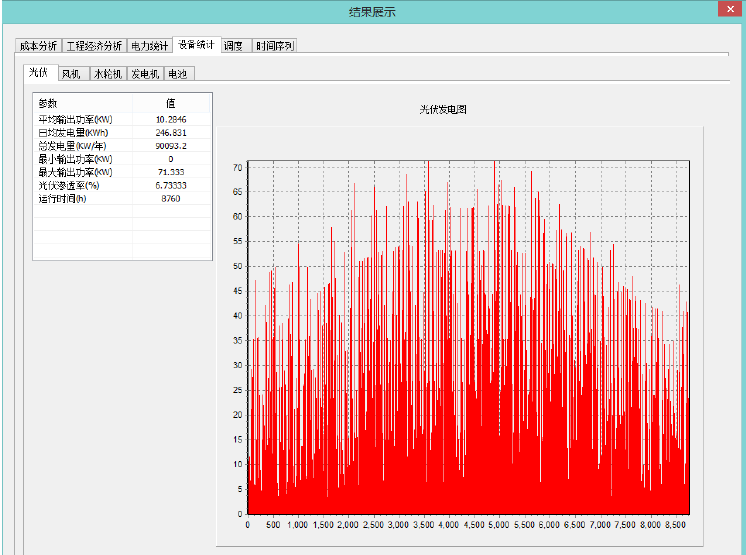 结果展示
成本分析 工程经济分析 电力统计 设备统计 调度 时间序列
光伏 风机 水轮机 发电机 电池
参数 值
平均输出功率(KW) 10.2846
日均发电量(KWh) 246.831
总发电量(KW/年) 90093.2
最小输出功率(KW) 0
最大输出功率(KW) 71.333
光伏渗透率(%) 6.73333
运行时间(h) 8760
光伏发电图
70
65
60
55
50
45
40
35
30
25
20
15
10
5
0
0 500 1,000 1,500 2,000 2,500 3,000 3,500 4,000 4,500 5,000 5,500 6,000 6,500 7,000 7,500 8,000 8,500